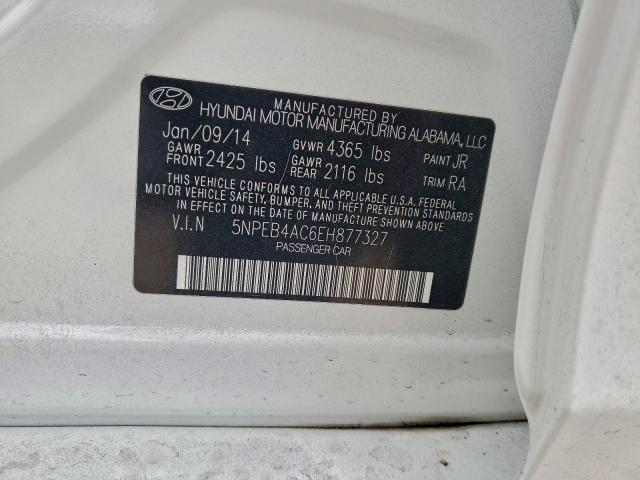 MANUFACTURED BY
HYUNDAI MOTOR MANUFACTURING ALABAMA, LLC
Jan/09/14 GVWR 4365 lbs PAINT JR
GAWR FRONT 2425 lbs GAWR REAR 2116 lbs TRIM RA
THIS VEHICLE CONFORMS TO ALL APPLICABLE U.S.A. FEDERAL
MOTOR VEHICLE SAFETY, BUMPER, AND THEFT PREVENTION
STANDARDS IN EFFECT ON THE DATE OF MANUFACTURE SHOWN ABOVE
V.I.N 5NPEB4AC6EH877327
PASSENGER CAR